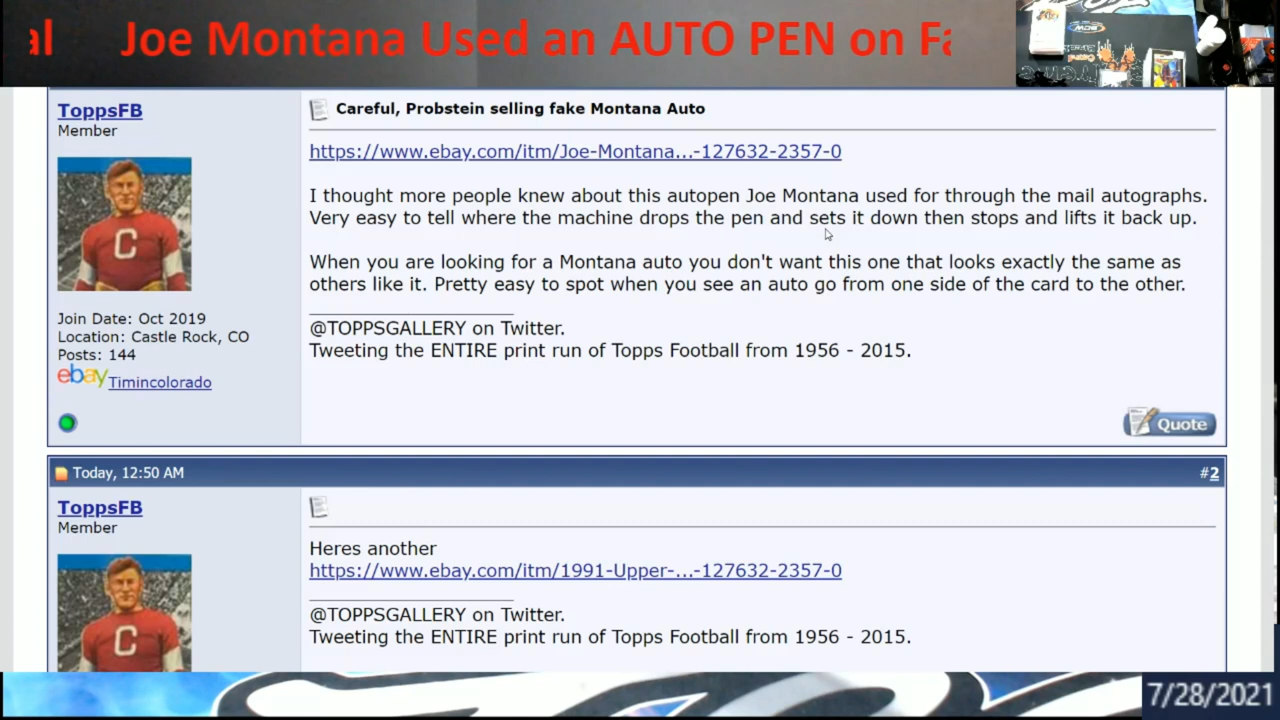 al Joe Montana Used an AUTO PEN on Fa
ToppsFB
Member
Careful, Probstein selling fake Montana Auto
https://www.ebay.com/itm/Joe-Montana...-127632-2357-0
I thought more people knew about this autopen Joe Montana used for through the mail autographs.
Very easy to tell where the machine drops the pen and sets it down then stops and lifts it back up.
When you are looking for a Montana auto you don't want this one that looks exactly the same as
others like it. Pretty easy to spot when you see an auto go from one side of the card to the other.
@TOPPSGALLERY on Twitter.
Tweeting the ENTIRE print run of Topps Football from 1956 - 2015.
C
Join Date: Oct 2019
Location: Castle Rock, CO
Posts: 144
ebay Timincolorado
Quote
Today, 12:50 AM
#2
ToppsFB
Member
Heres another
https://www.ebay.com/itm/1991-Upper-...-127632-2357-0
@TOPPSGALLERY on Twitter.
Tweeting the ENTIRE print run of Topps Football from 1956 - 2015.
C
7/28/2021